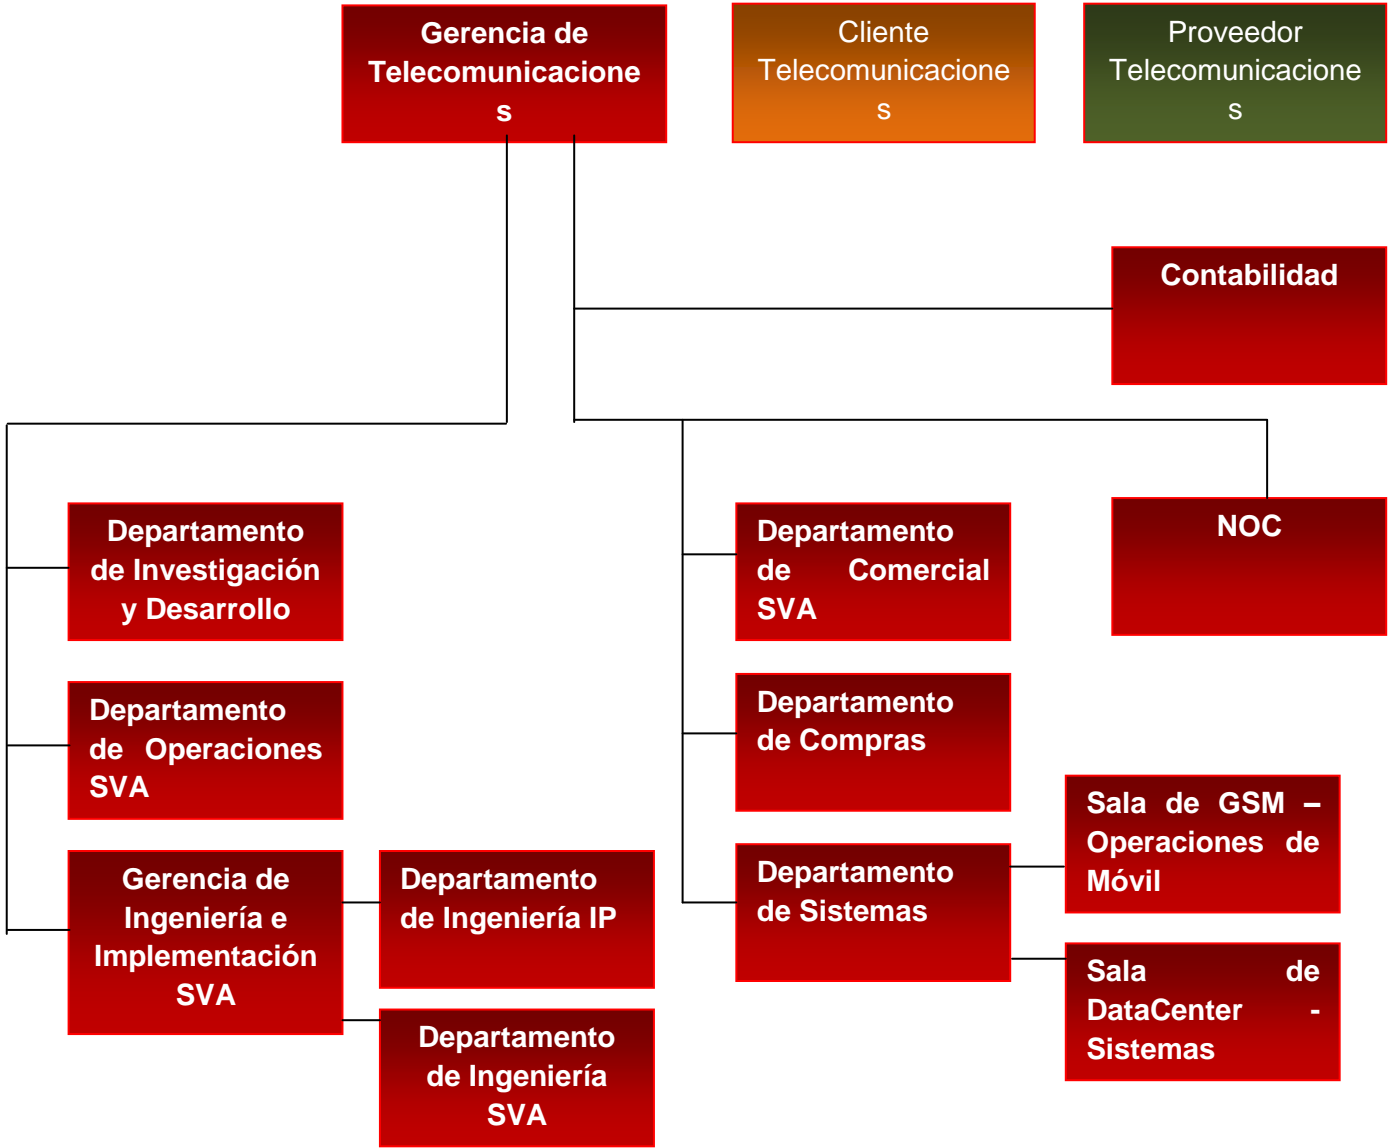 Gerencia de
Telecomunicacione
s
Cliente
Telecomunicacione
s
Proveedor
Telecomunicacione
s
Contabilidad
Departamento
de Investigación
y Desarrollo
Departamento
de Comercial
SVA
NOC
Departamento
de Operaciones
SVA
Departamento
de Compras
Gerencia de
Ingeniería e
Implementación
SVA
Departamento
de Ingeniería IP
Departamento
de Sistemas
Sala de GSM –
Operaciones de
Móvil
Departamento
de Ingeniería
SVA
Sala de
DataCenter -
Sistemas